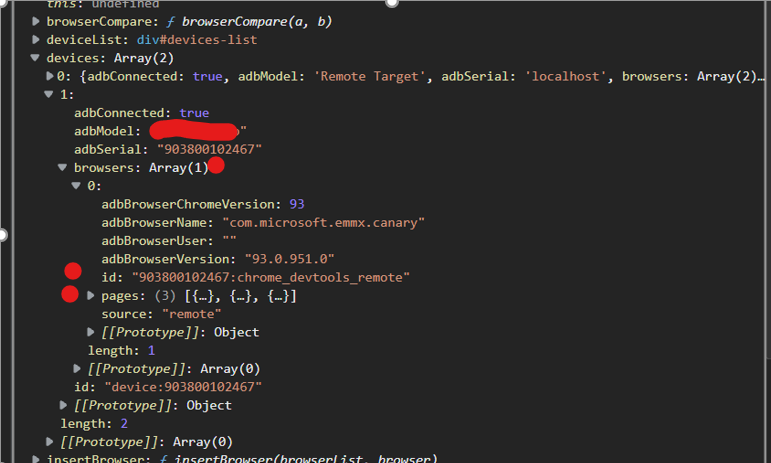 this: undefined
browserCompare: ƒ browserCompare(a, b)
deviceList: div#devices-list
devices: Array(2)
0: {adbConnected: true, adbModel: 'Remote Target', adbSerial: 'localhost', browsers: Array(2)…
1:
adbConnected: true
adbModel: "
adbSerial: "903800102467"
browsers: Array(1)
0:
adbBrowserChromeVersion: 93
adbBrowserName: "com.microsoft.emmx.canary"
adbBrowserUser: ""
adbBrowserVersion: "93.0.951.0"
id: "903800102467:chrome_devtools_remote"
pages: (3) [{…}, {…}, {…}]
source: "remote"
[[Prototype]]: Object
length: 1
[[Prototype]]: Array(0)
id: "device:903800102467"
[[Prototype]]: Object
length: 2
[[Prototype]]: Array(0)
insertBrowser: ƒ insertBrowser(browserList, browser)